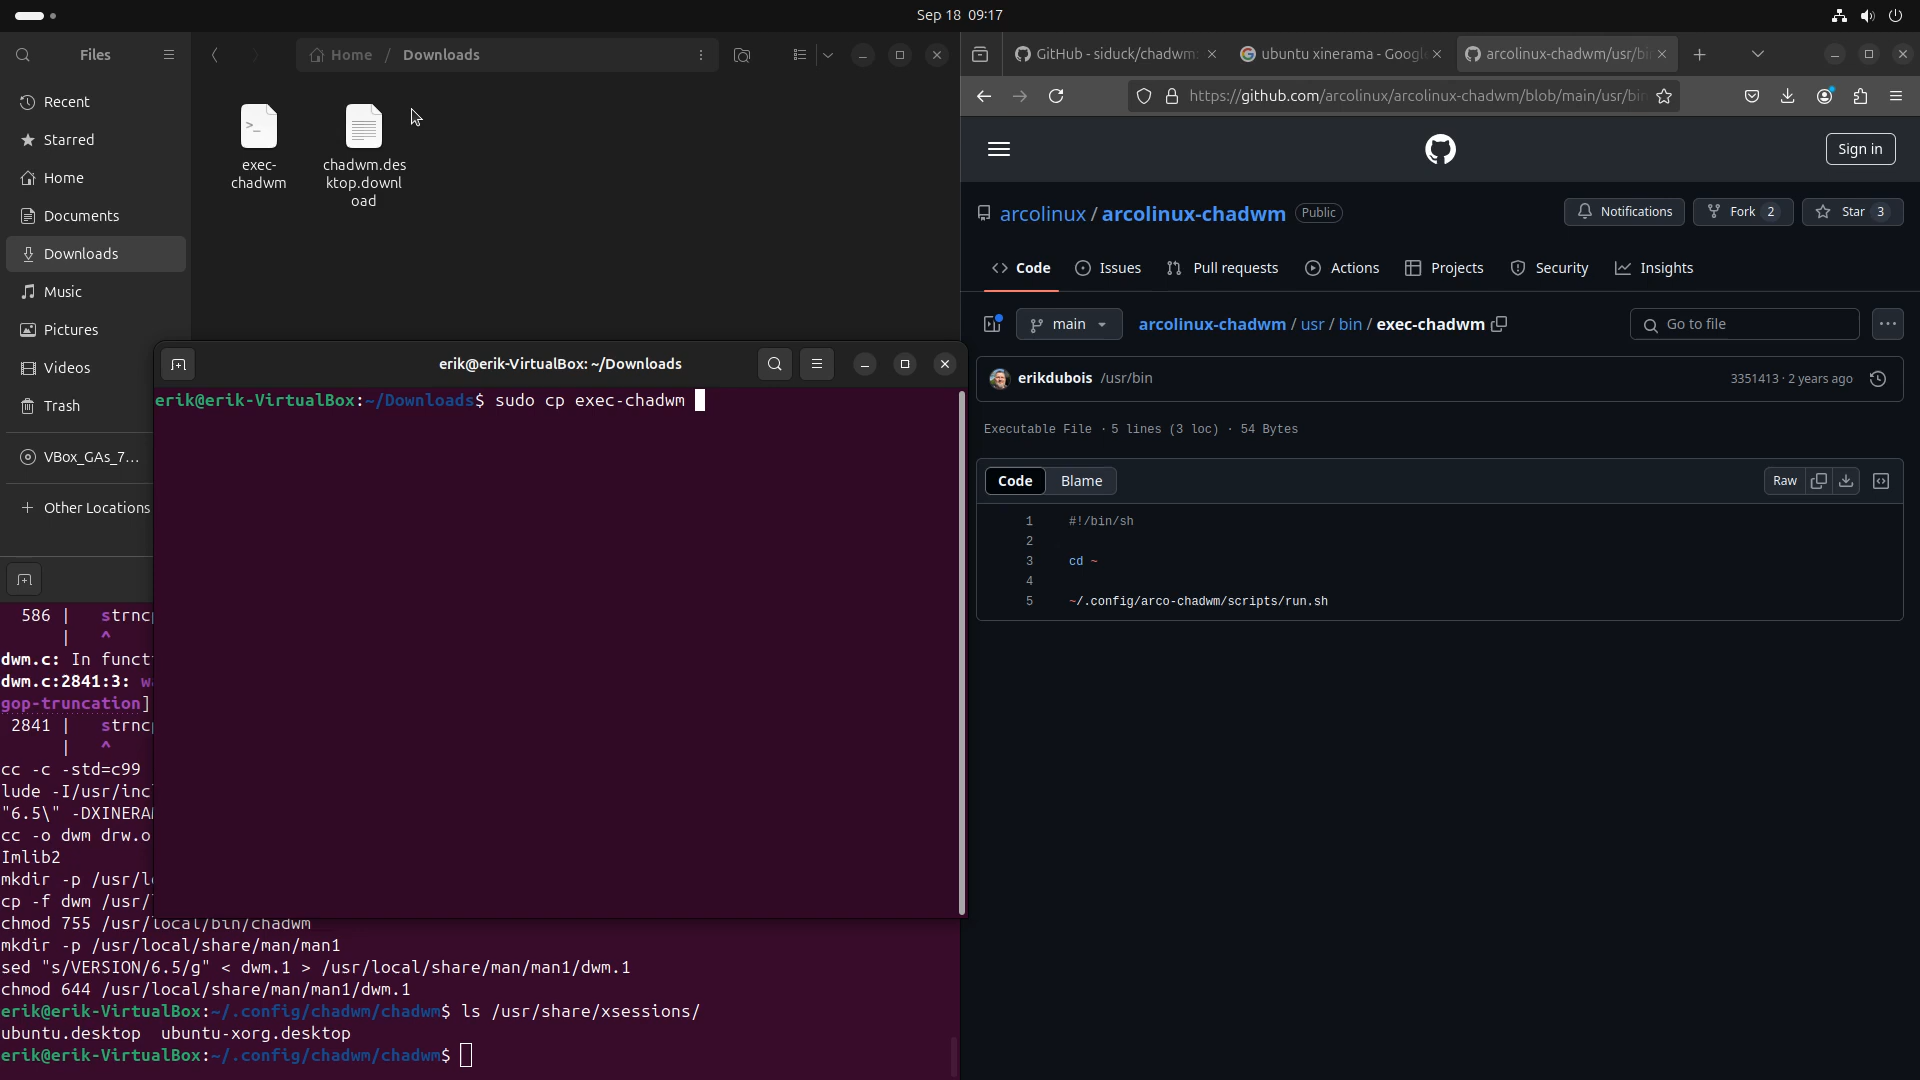 Sep 18 09:17
Files
Home / Downloads
Recent
Starred
Home
Documents
Downloads
Music
Pictures
Videos
Trash
VBox_GAs_7...
Other Locations
>_
exec-
chadwm
chadwm.des
ktop.downl
oad
GitHub - siduck/chadwm:
ubuntu xinerama - Google
arcolinux-chadwm/usr/bi
https://github.com/arcolinux/arcolinux-chadwm/blob/main/usr/bin
Sign in
arcolinux / arcolinux-chadwm Public
Notifications
Fork 2
Star 3
Code
Issues
Pull requests
Actions
Projects
Security
Insights
main
arcolinux-chadwm / usr / bin / exec-chadwm
Go to file
erikdubois /usr/bin
3351413 · 2 years ago
Executable File · 5 lines (3 loc) · 54 Bytes
Code
Blame
Raw
1 #!/bin/sh
2
3 cd ~
4
5 ~/.config/arco-chadwm/scripts/run.sh
erik@erik-VirtualBox: ~/Downloads
erik@erik-VirtualBox:~/Downloads$ sudo cp exec-chadwm
586 | strncp
| ^
dwm.c: In funct
dwm.c:2841:3: w
gop-truncation]
2841 | strncp
| ^
cc -c -std=c99
lude -I/usr/inc
"6.5\" -DXINERAM
cc -o dwm drw.o
Imlib2
mkdir -p /usr/l
cp -f dwm /usr/
chmod 755 /usr/local/bin/chadwm
mkdir -p /usr/local/share/man/man1
sed "s/VERSION/6.5/g" < dwm.1 > /usr/local/share/man/man1/dwm.1
chmod 644 /usr/local/share/man/man1/dwm.1
erik@erik-VirtualBox:~/.config/chadwm/chadwm$ ls /usr/share/xsessions/
ubuntu.desktop ubuntu-xorg.desktop
erik@erik-VirtualBox:~/.config/chadwm/chadwm$